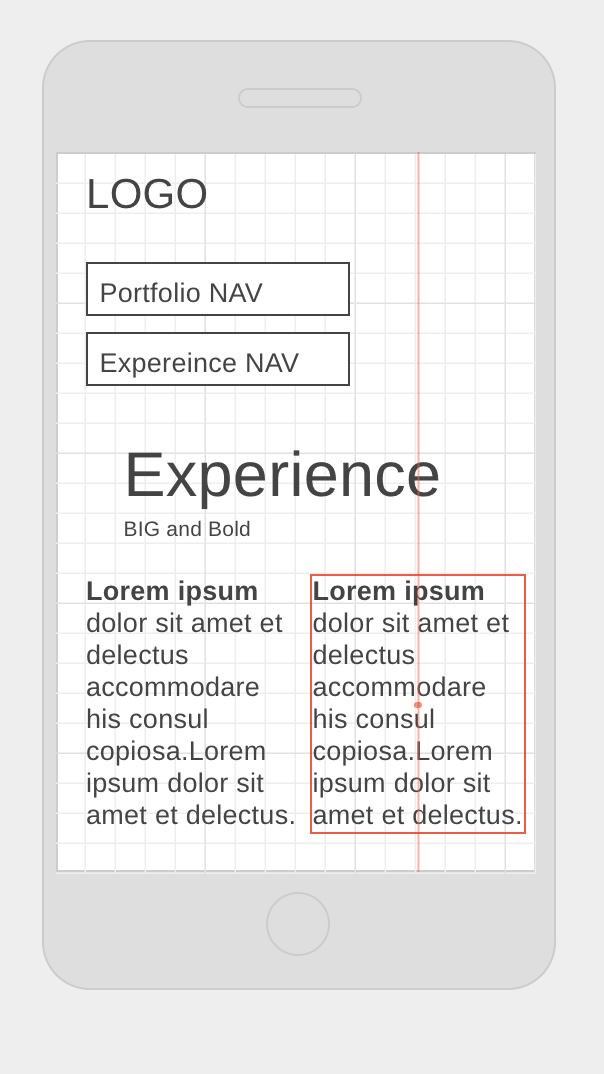 LOGO
Portfolio NAV
Expereince NAV
Experience
BIG and Bold
Lorem ipsum
dolor sit amet et
delectus
accommodare
his consul
copiosa.Lorem
ipsum dolor sit
amet et delectus.
Lorem ipsum
dolor sit amet et
delectus
accommodare
his consul
copiosa.Lorem
ipsum dolor sit
amet et delectus.